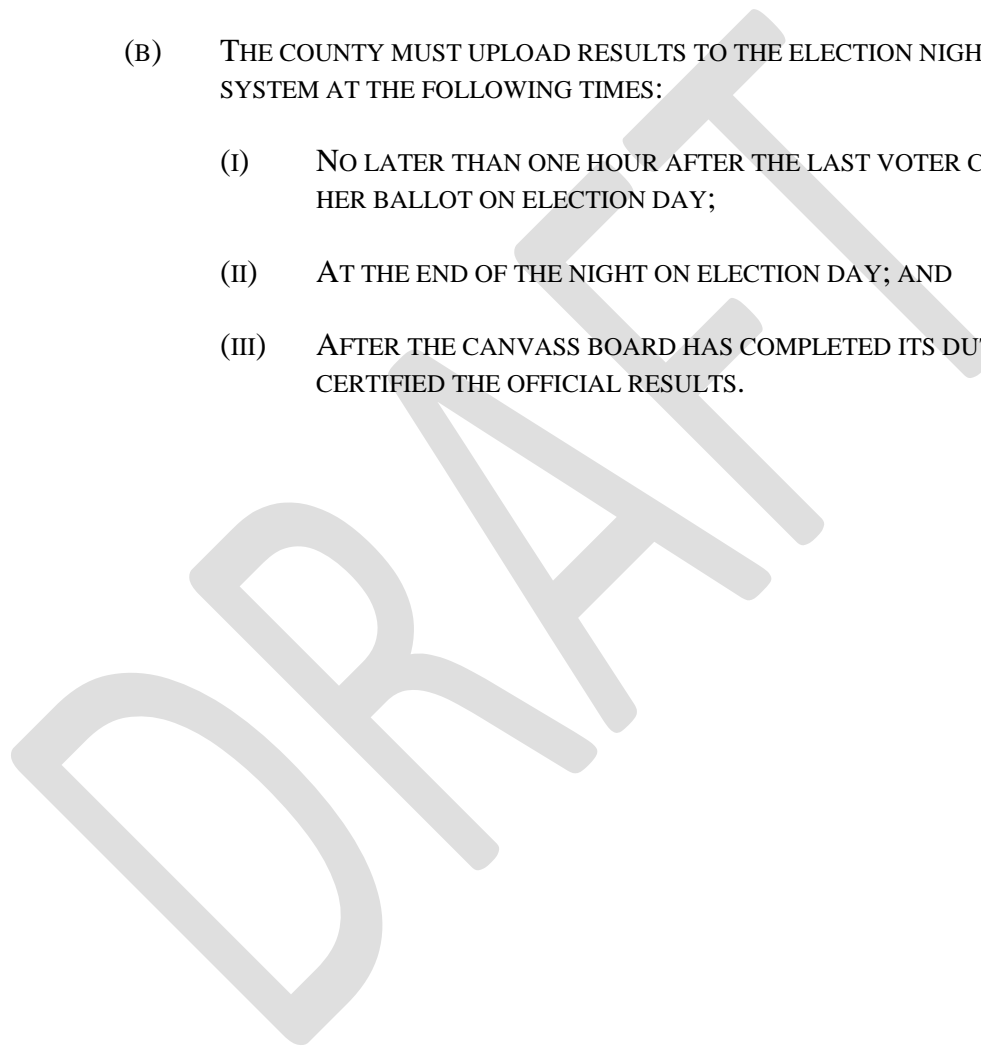 (B) THE COUNTY MUST UPLOAD RESULTS TO THE ELECTION NIGH
SYSTEM AT THE FOLLOWING TIMES:
(I) NO LATER THAN ONE HOUR AFTER THE LAST VOTER C
HER BALLOT ON ELECTION DAY;
(II) AT THE END OF THE NIGHT ON ELECTION DAY; AND
(III) AFTER THE CANVASS BOARD HAS COMPLETED ITS DU
CERTIFIED THE OFFICIAL RESULTS.
DRAFT